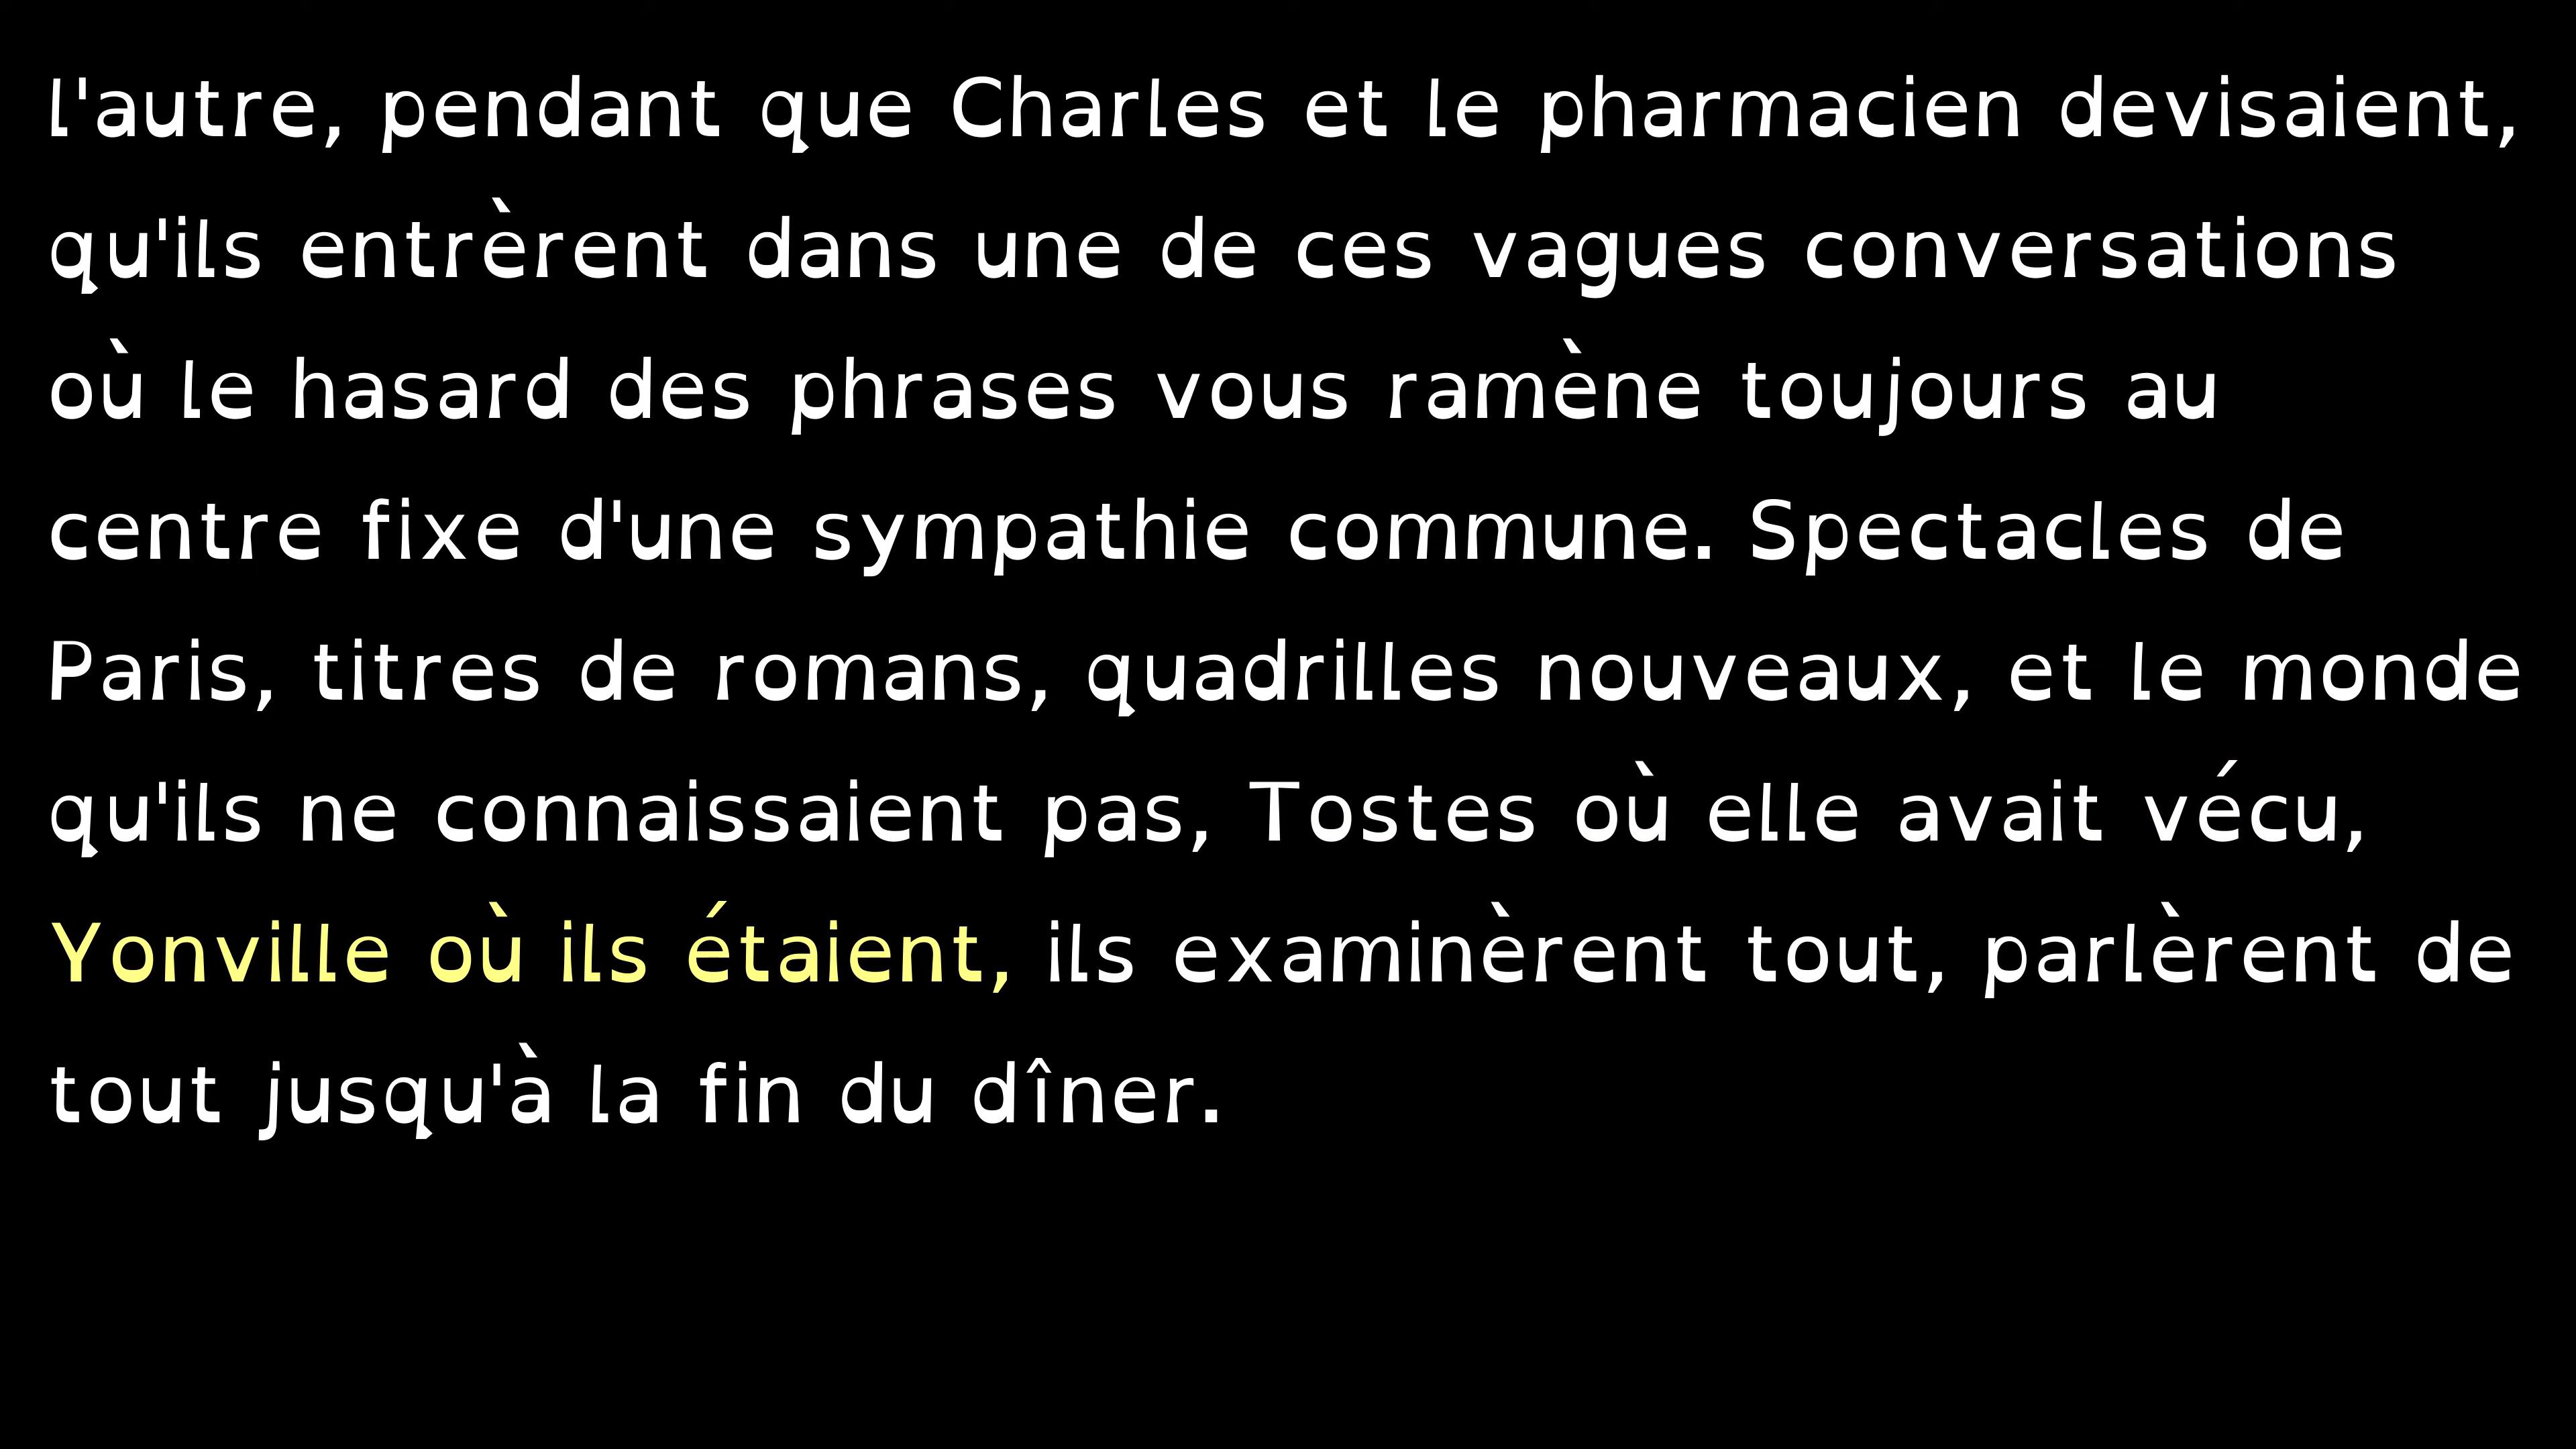 l'autre, pendant que Charles et le pharmacien devisaient,
qu'ils entrèrent dans une de ces vagues conversations
où le hasard des phrases vous ramène toujours au
centre fixe d'une sympathie commune. Spectacles de
Paris, titres de romans, quadrilles nouveaux, et le monde
qu'ils ne connaissaient pas, Tostes où elle avait vécu,
Yonville où ils étaient, ils examinèrent tout, parlèrent de
tout jusqu'à la fin du dîner.